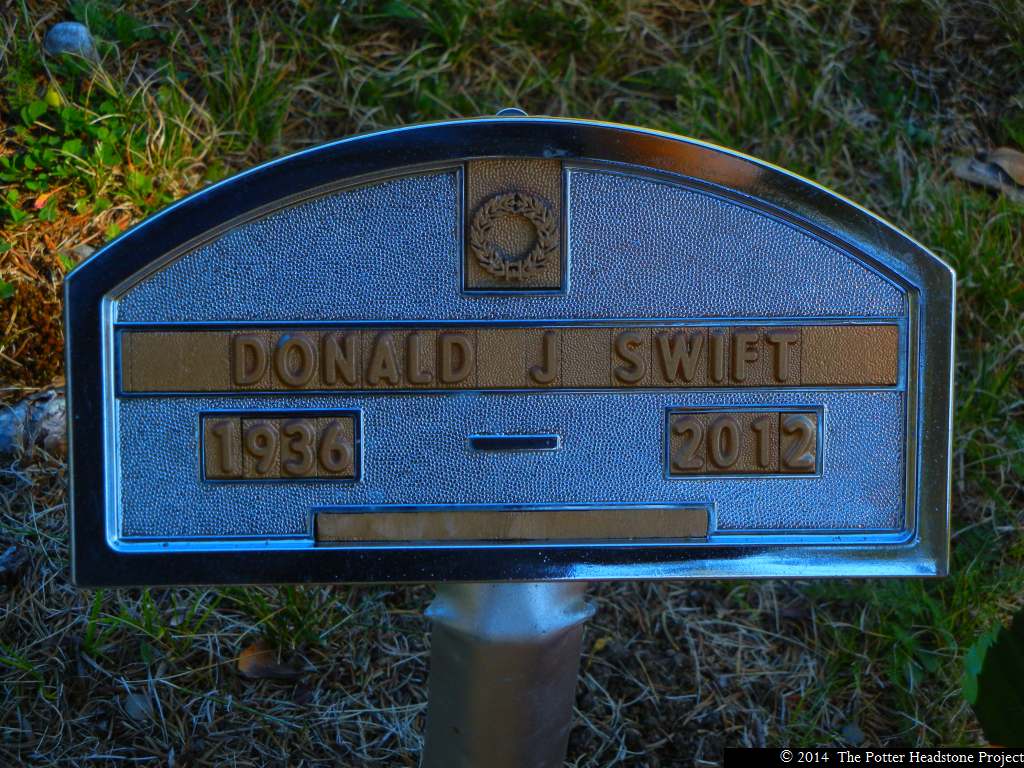 DONALD J SWIFT
1936 – 2012
© 2014 The Potter Headstone Project